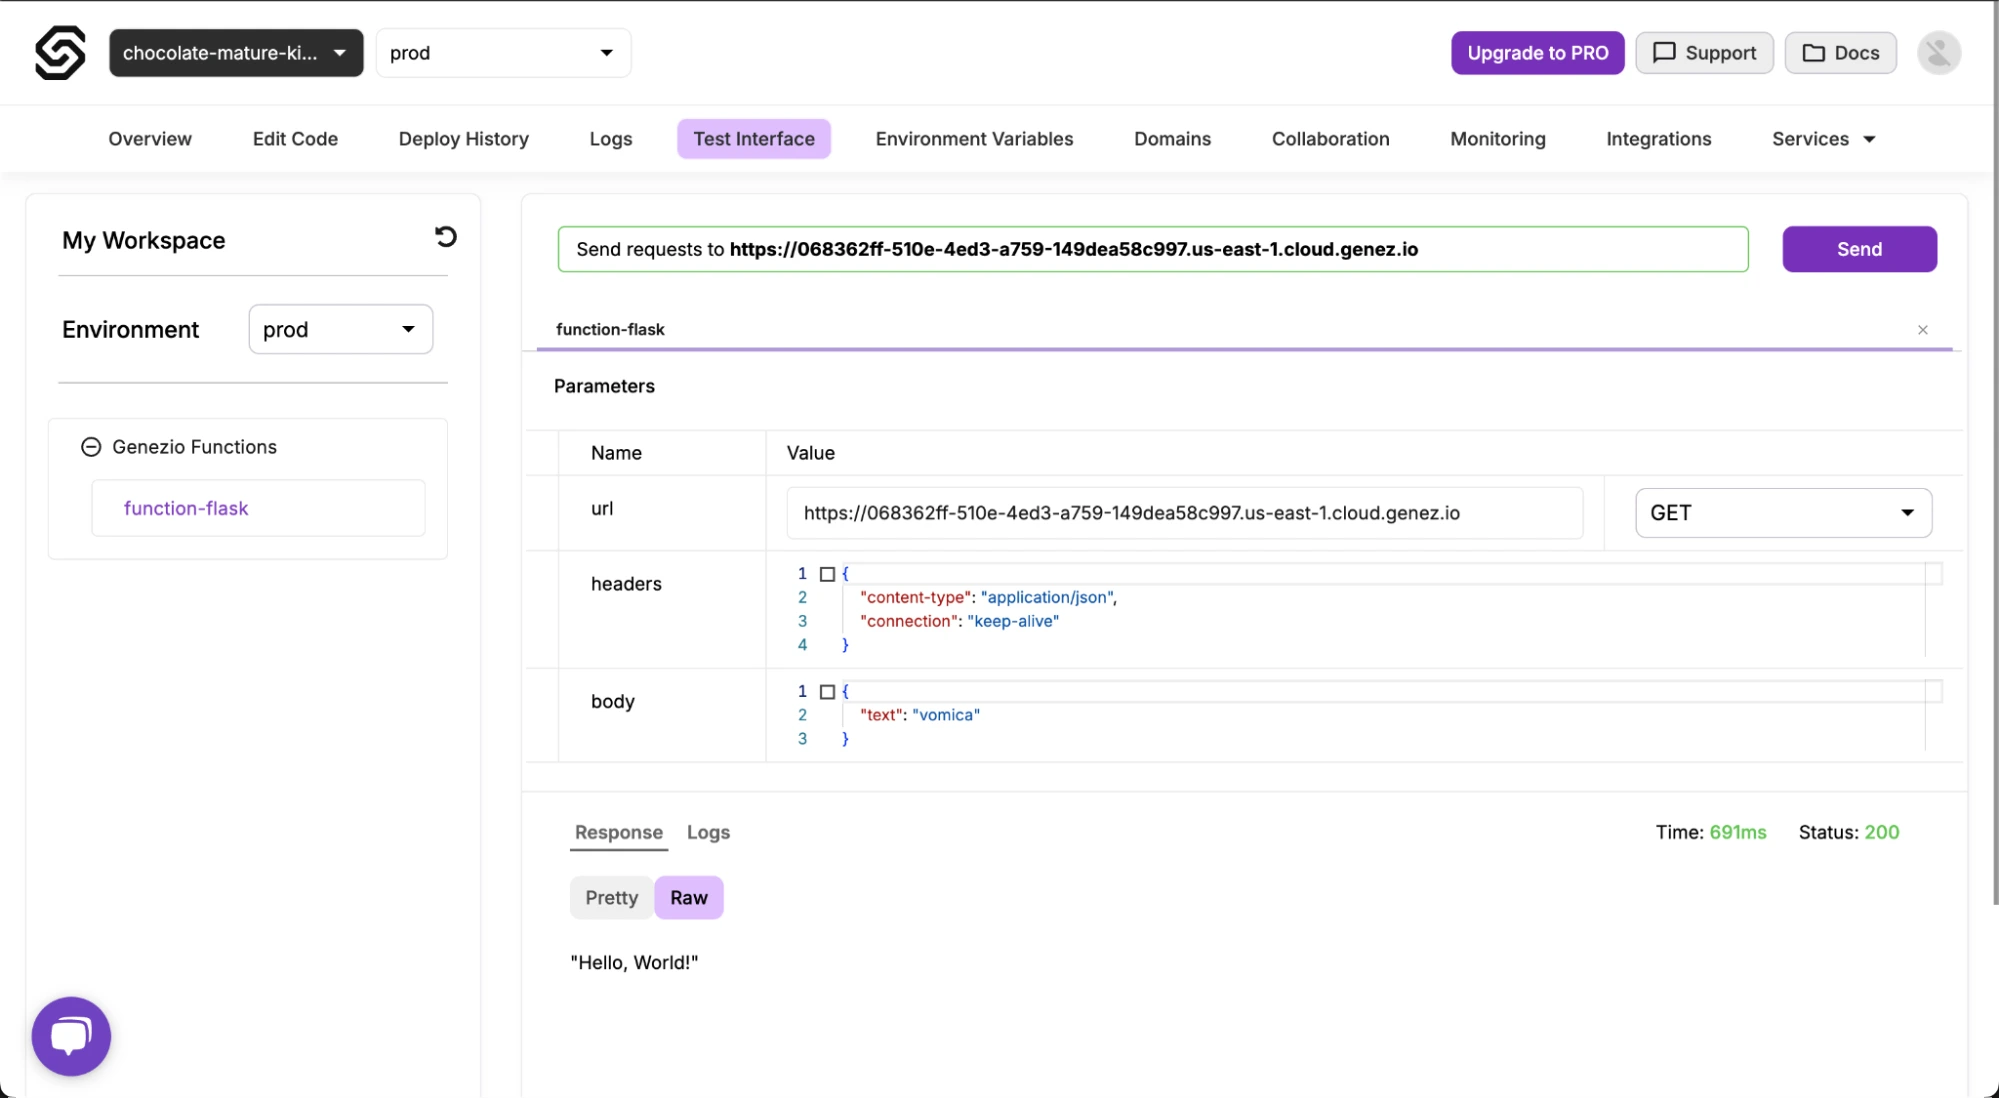 chocolate-mature-ki... prod Upgrade to PRO Support Docs
Overview Edit Code Deploy History Logs Test Interface Environment Variables Domains Collaboration Monitoring Integrations Services
My Workspace
Environment prod
Genezio Functions
function-flask
Send requests to https://068362ff-510e-4ed3-a759-149dea58c997.us-east-1.cloud.genez.io Send
function-flask
Parameters
Name Value
url https://068362ff-510e-4ed3-a759-149dea58c997.us-east-1.cloud.genez.io GET
headers
1 {
2 "content-type": "application/json",
3 "connection": "keep-alive"
4 }
body
1 {
2 "text": "vomica"
3 }
Response Logs Time: 691ms Status: 200
Pretty Raw
"Hello, World!"